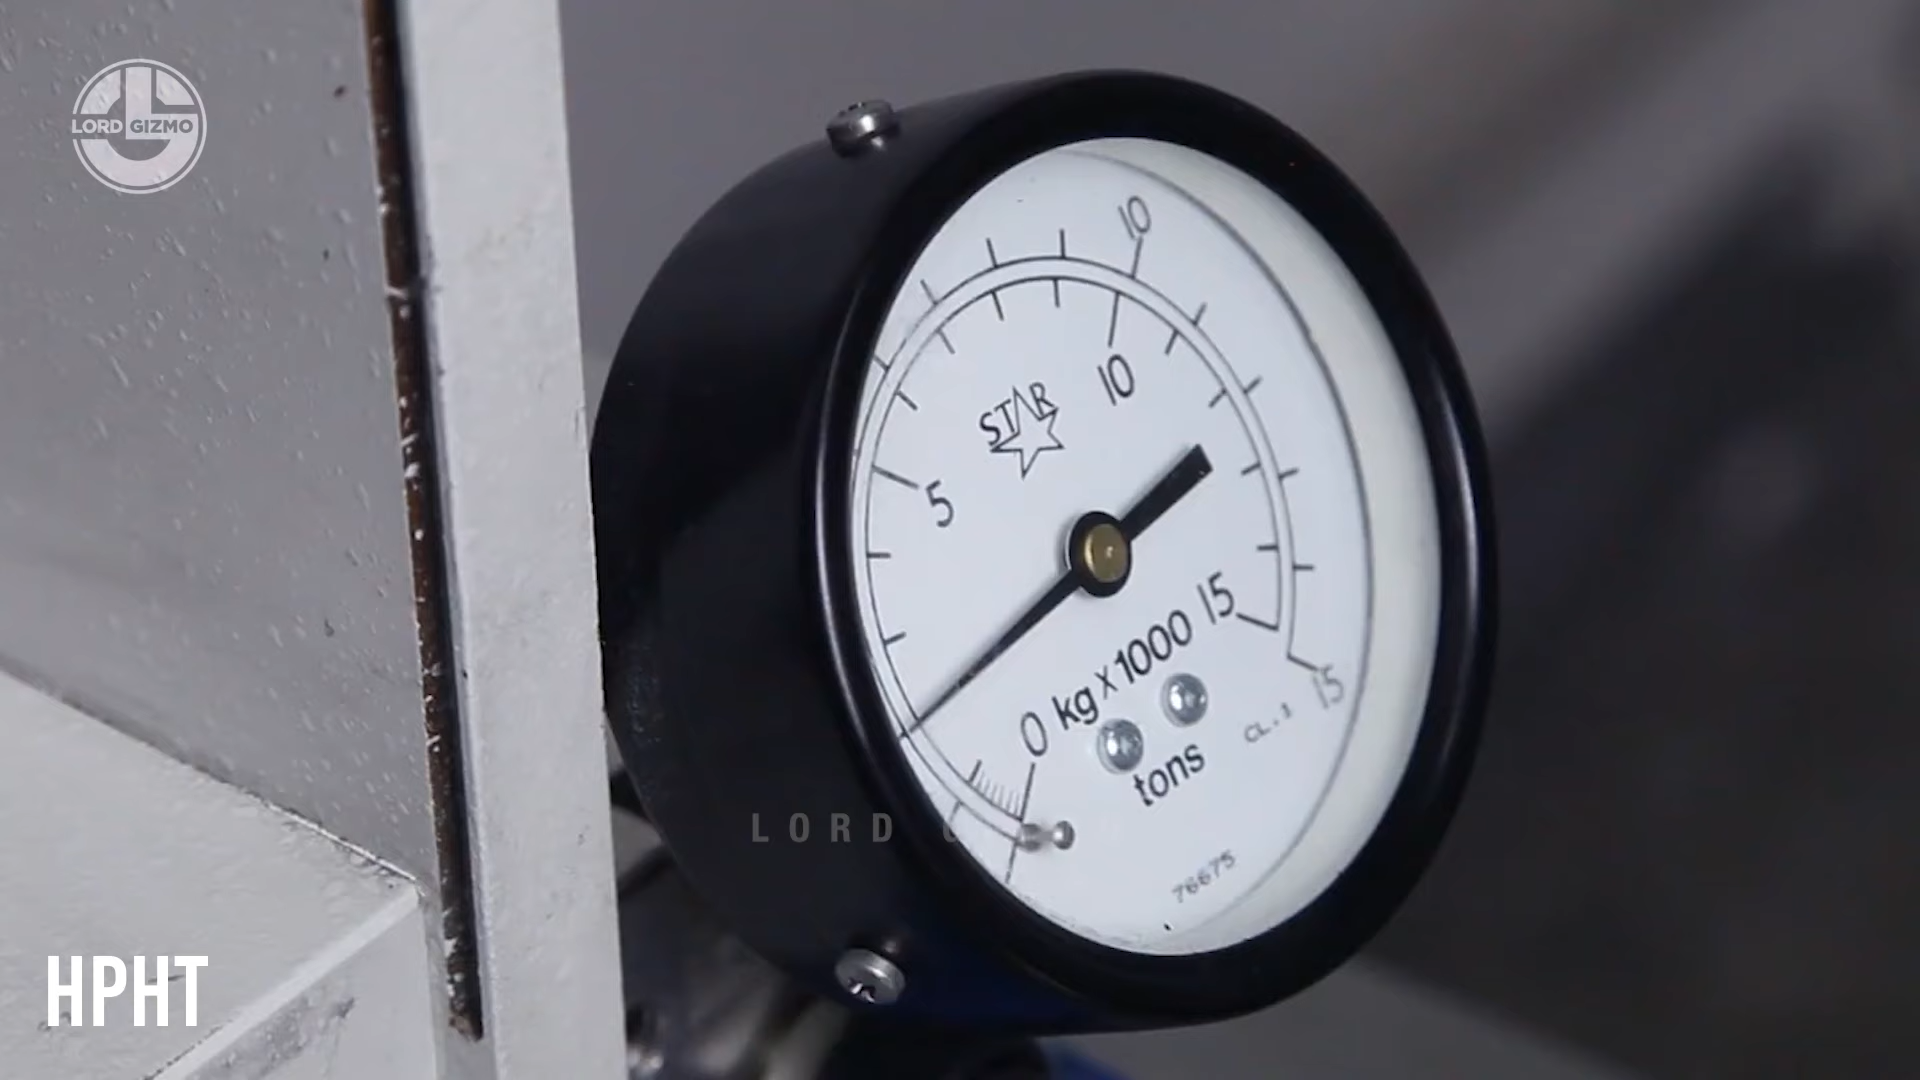 LORD GIZMO
10
STAR
10
5
15
kg x 1000
0
15
CL. 1
tons
LORD G
76675
HPHT